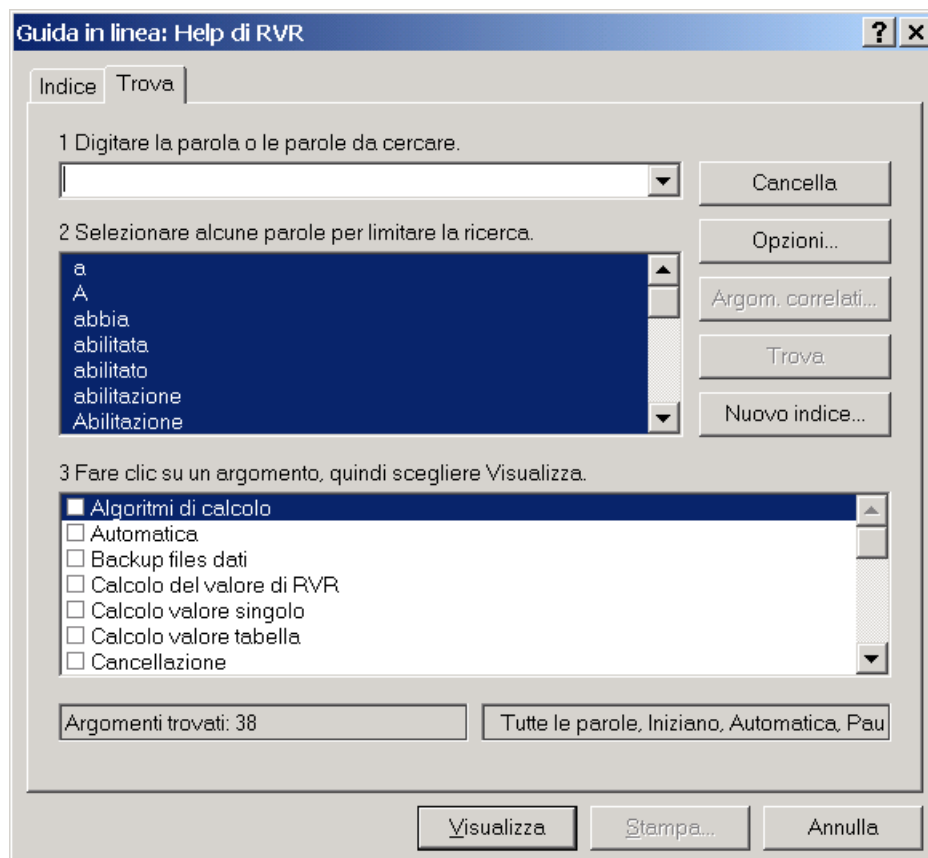 Guida in linea: Help di RVR
Indice
Trova
1 Digitare la parola o le parole da cercare.
Cancella
2 Selezionare alcune parole per limitare la ricerca.
Opzioni...
a
A
abbia
abilitata
abilitato
abilitazione
Abilitazione
Argom. correlati...
Trova
Nuovo indice...
3 Fare clic su un argomento, quindi scegliere Visualizza.
Algoritmi di calcolo
Automatica
Backup files dati
Calcolo del valore di RVR
Calcolo valore singolo
Calcolo valore tabella
Cancellazione
Argomenti trovati: 38
Tutte le parole, Iniziano, Automatica, Pau
Visualizza
Stampa...
Annulla